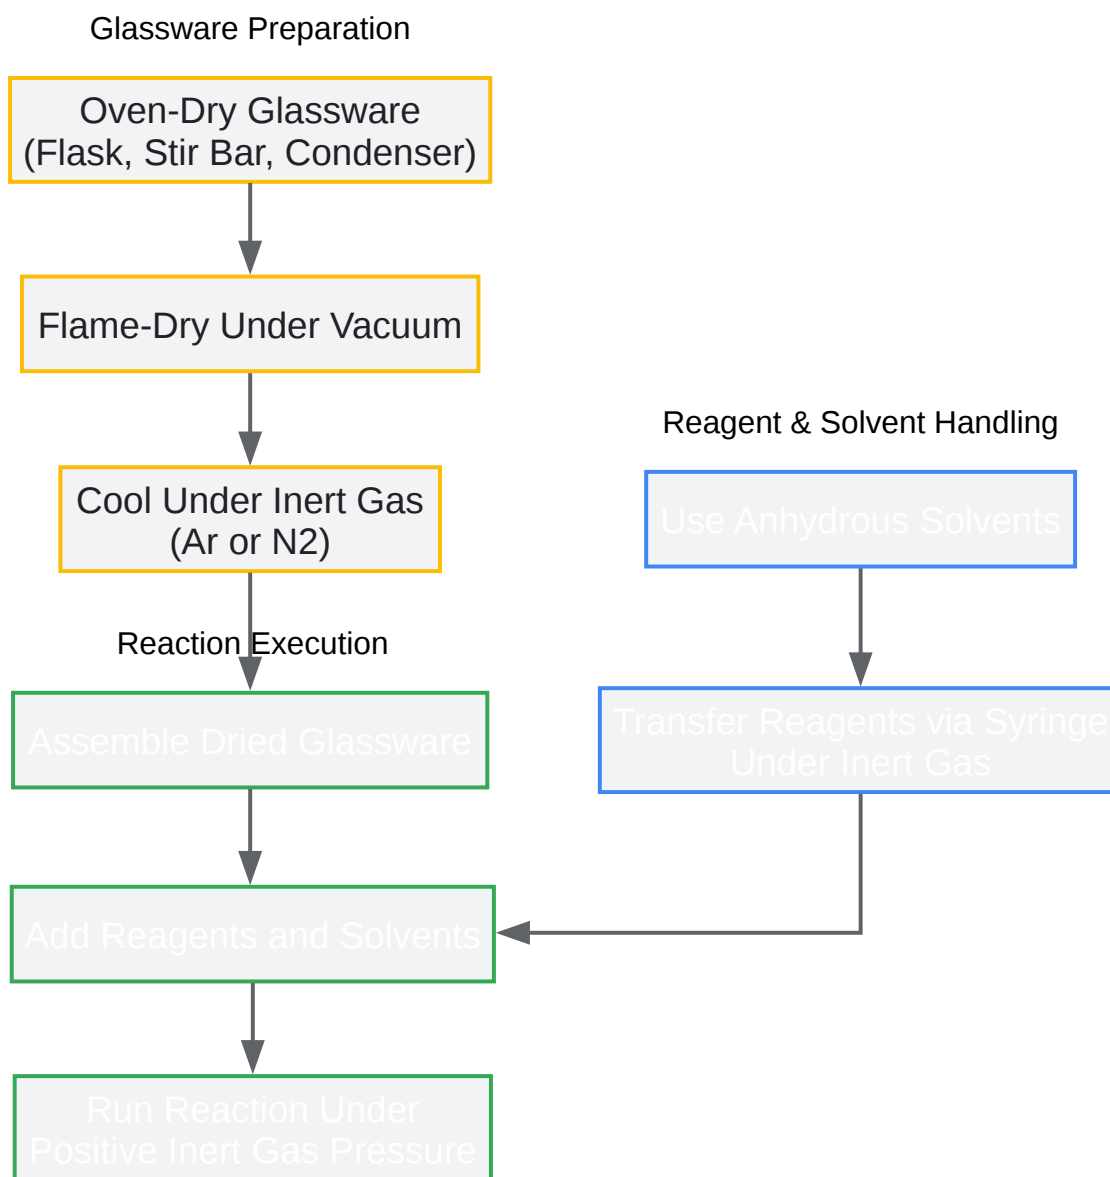 Glassware Preparation
Oven-Dry Glassware
(Flask, Stir Bar, Condenser)
Flame-Dry Under Vacuum
Cool Under Inert Gas
(Ar or N2)
Reagent & Solvent Handling
Use Anhydrous Solvents
Transfer Reagents via Syringe
Under Inert Gas
Reaction Execution
Assemble Dried Glassware
Add Reagents and Solvents
Run Reaction Under
Positive Inert Gas Pressure